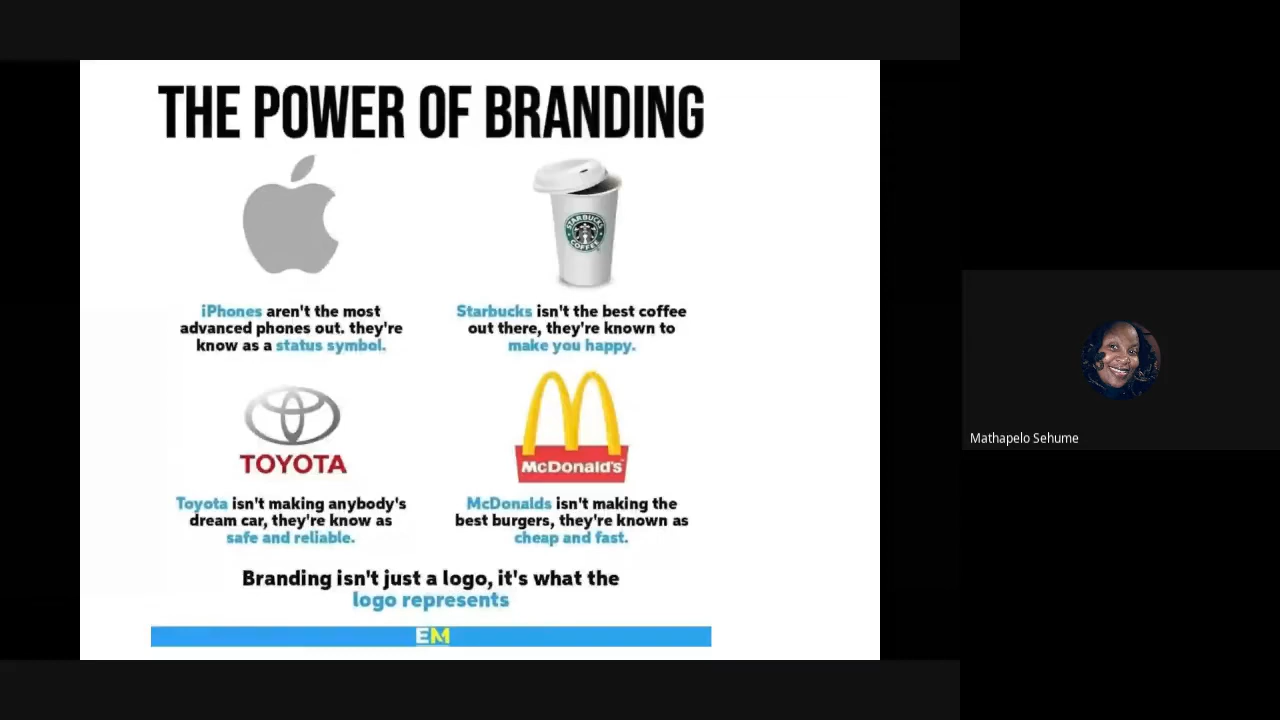 THE POWER OF BRANDING
STARBUCKS
COFFEE
iPhones aren't the most
advanced phones out. they're
know as a status symbol.
Starbucks isn't the best coffee
out there, they're known to
make you happy.
TOYOTA
McDonald's
Toyota isn't making anybody's
dream car, they're know as
safe and reliable.
McDonalds isn't making the
best burgers, they're known as
cheap and fast.
Branding isn't just a logo, it's what the
logo represents
EM
Mathapelo Sehume